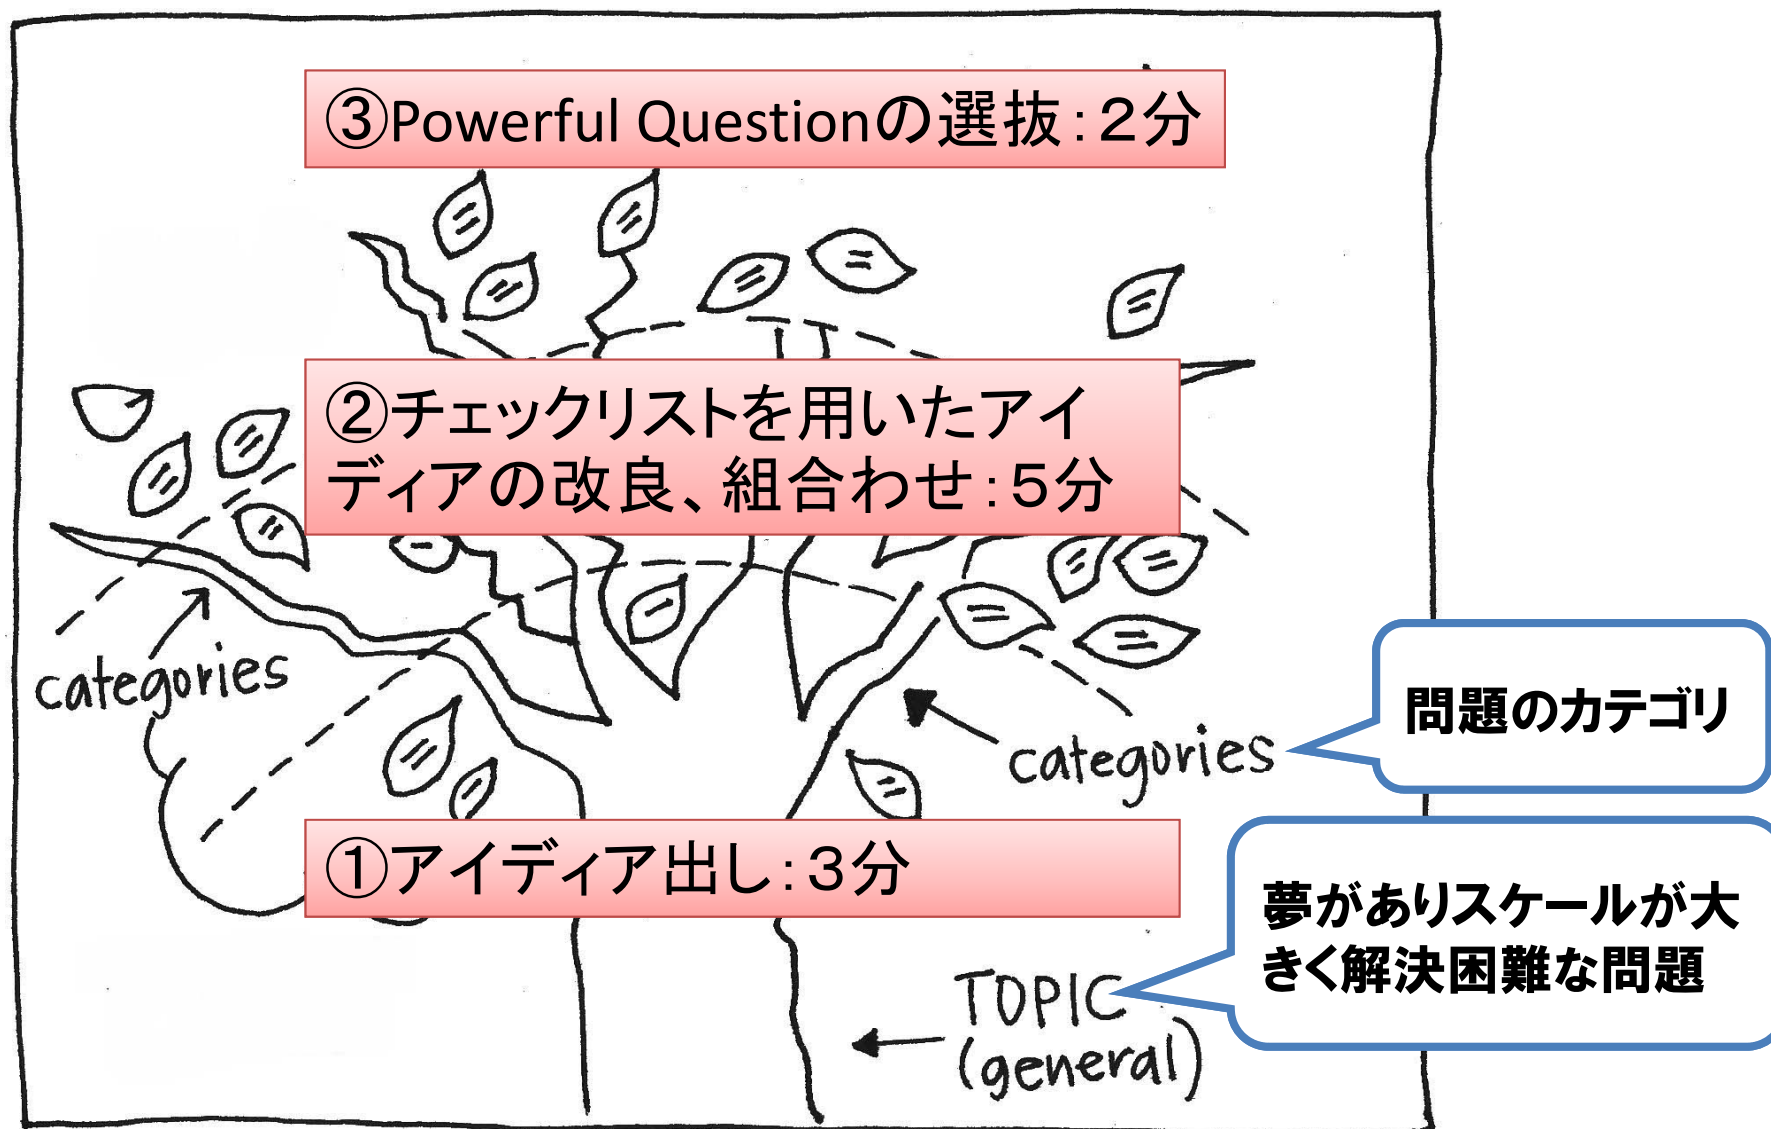 ③Powerful Questionの選抜：２分
②チェックリストを用いたアイ
ディアの改良、組合わせ：５分
categories
問題のカテゴリ
categories
①アイディア出し：３分
夢がありスケールが大
きく解決困難な問題
TOPIC
(general)